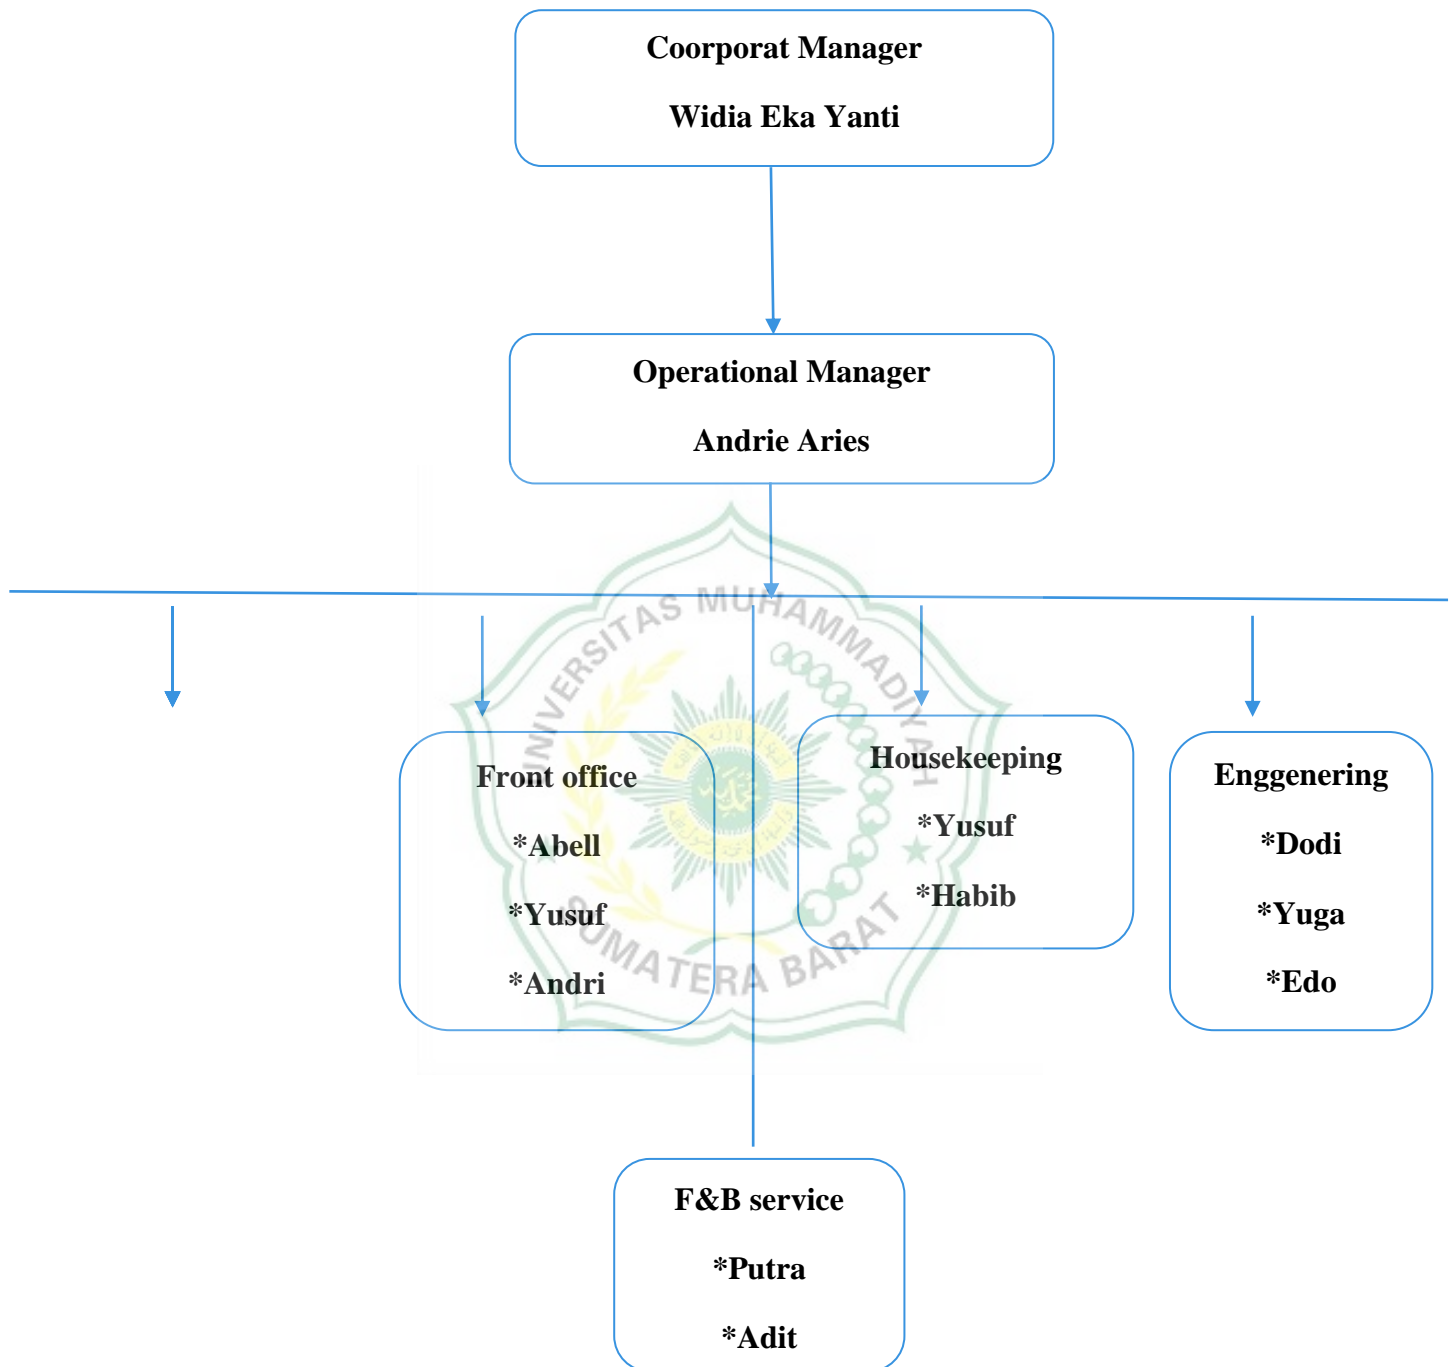 Coorporat Manager
Widia Eka Yanti
Operational Manager
Andrie Aries
UNIVERSITAS MUHAMMADIYAH
SUMATERA BARAT
Front office
*Abell
*Yusuf
*Andri
Housekeeping
*Yusuf
*Habib
Enggenering
*Dodi
*Yuga
*Edo
F&B service
*Putra
*Adit